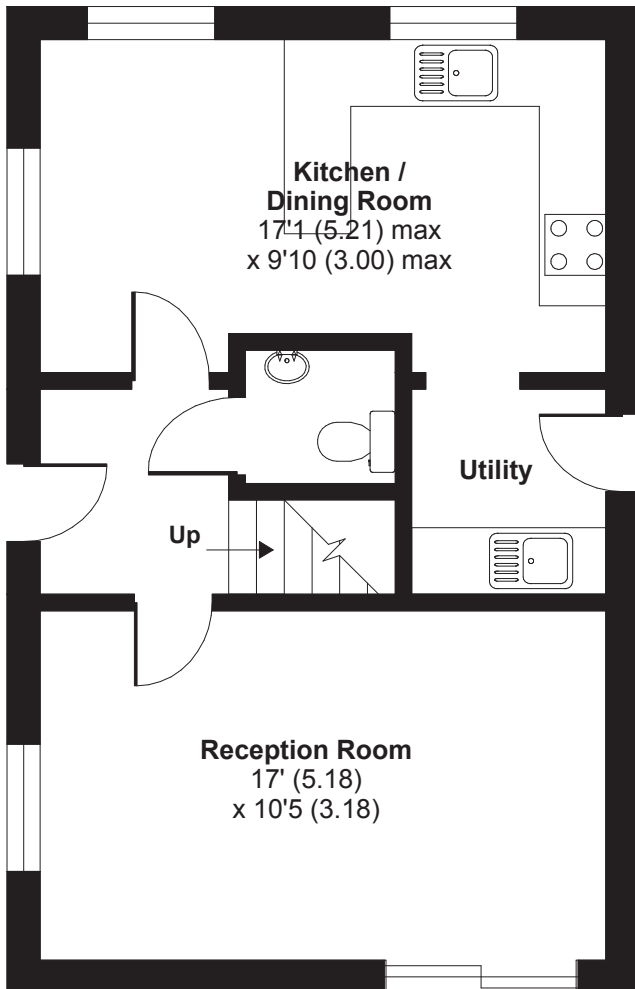 Kitchen /
Dining Room
17'1 (5.21) max
x 9'10 (3.00) max
Utility
Up
Reception Room
17' (5.18)
x 10'5 (3.18)